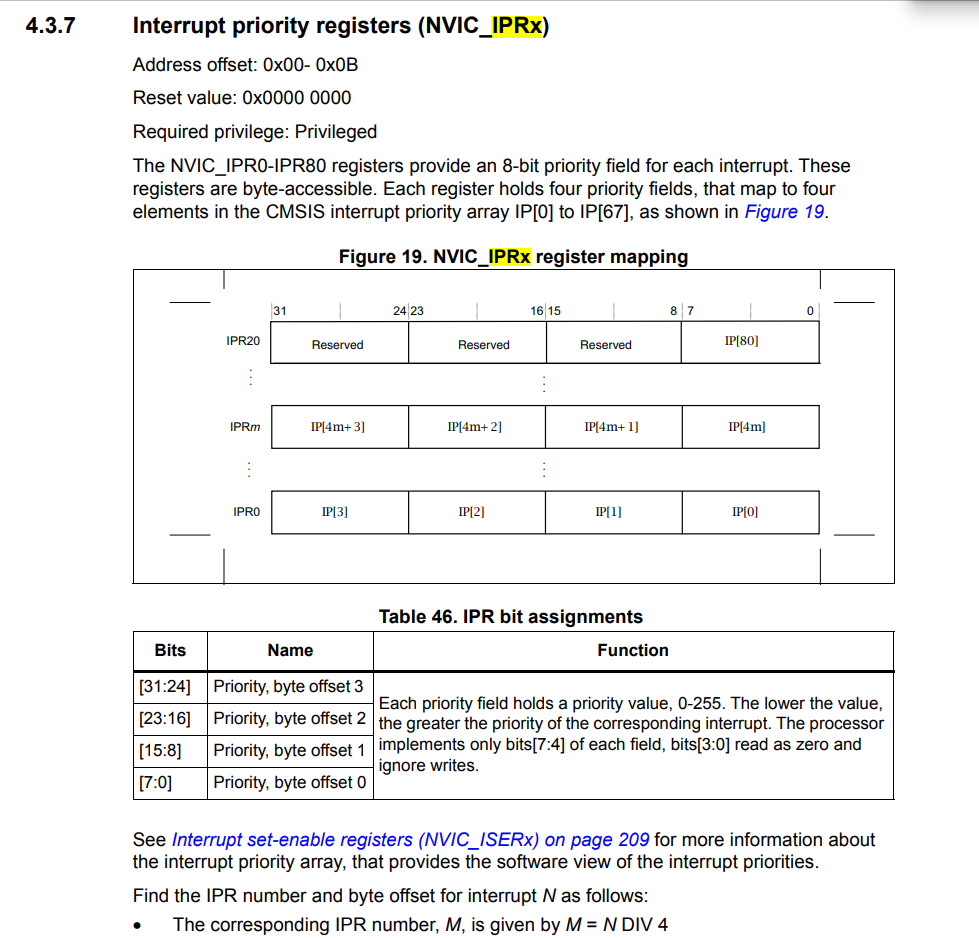 4.3.7 Interrupt priority registers (NVIC_IPRx)
Address offset: 0x00- 0x0B
Reset value: 0x0000 0000
Required privilege: Privileged
The NVIC_IPR0-IPR80 registers provide an 8-bit priority field for each interrupt. These
registers are byte-accessible. Each register holds four priority fields, that map to four
elements in the CMSIS interrupt priority array IP[0] to IP[67], as shown in Figure 19.
Figure 19. NVIC_IPRx register mapping
31 24 23 16 15 8 7 0
IPR20 Reserved Reserved Reserved IP[80]
IPRm IP[4m+3] IP[4m+2] IP[4m+1] IP[4m]
IPR0 IP[3] IP[2] IP[1] IP[0]
Table 46. IPR bit assignments
Bits Name Function
[31:24] Priority, byte offset 3
[23:16] Priority, byte offset 2
[15:8] Priority, byte offset 1
[7:0] Priority, byte offset 0
Each priority field holds a priority value, 0-255. The lower the value,
the greater the priority of the corresponding interrupt. The processor
implements only bits[7:4] of each field, bits[3:0] read as zero and
ignore writes.
See Interrupt set-enable registers (NVIC_ISERx) on page 209 for more information about
the interrupt priority array, that provides the software view of the interrupt priorities.
Find the IPR number and byte offset for interrupt N as follows:
• The corresponding IPR number, M, is given by M = N DIV 4